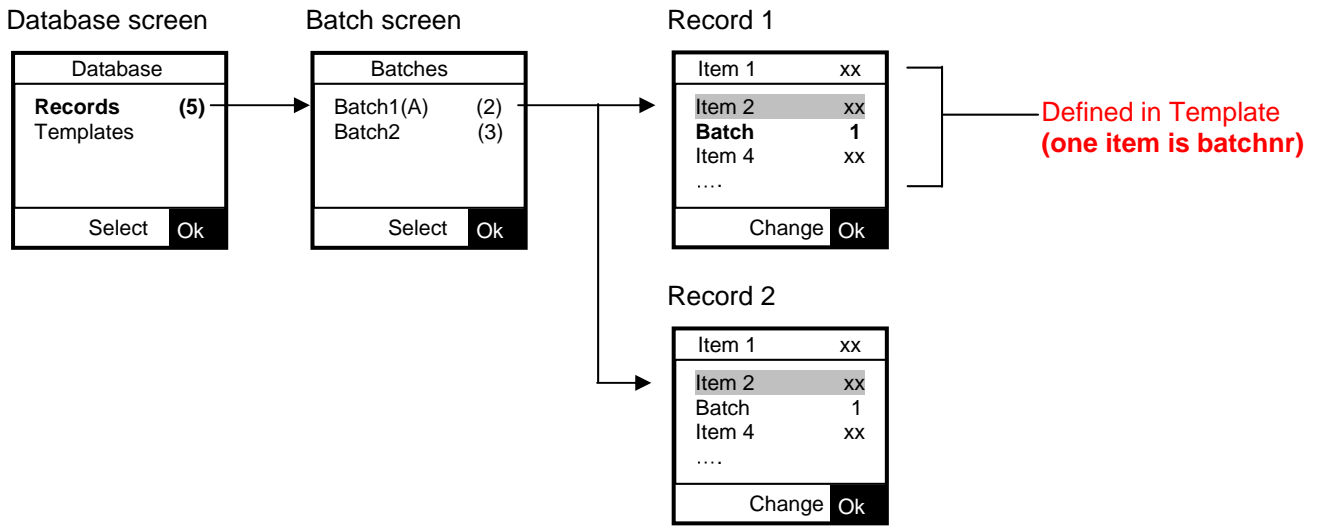 Database screen
Database
Records (5)
Templates
Select Ok
Batch screen
Batches
Batch1(A) (2)
Batch2 (3)
Select Ok
Record 1
Item 1 xx
Item 2 xx
Batch 1
Item 4 xx
….
Change Ok
Defined in Template
(one item is batchnr)
Record 2
Item 1 xx
Item 2 xx
Batch 1
Item 4 xx
….
Change Ok